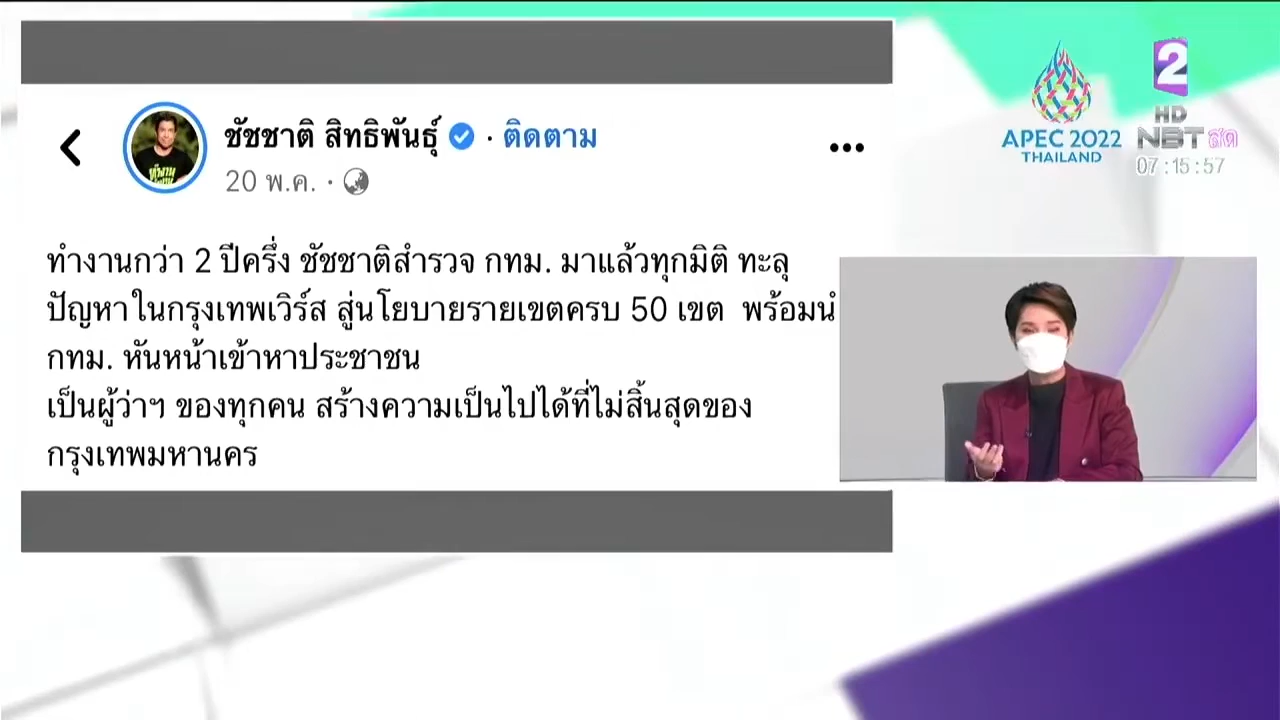 ชัชชาติ สิทธิพันธุ์ · ติดตาม
20 พ.ค. ·
ทำงานกว่า 2 ปีครึ่ง ชัชชาติสำรวจ กทม. มาแล้วทุกมิติ ทะลุ
ปัญหาในกรุงเทพเวิร์ส สู่นโยบายรายเขตครบ 50 เขต พร้อมนำ
กทม. หันหน้าเข้าหาประชาชน
เป็นผู้ว่าฯ ของทุกคน สร้างความเป็นไปได้ที่ไม่สิ้นสุดของ
กรุงเทพมหานคร
APEC 2022
THAILAND
2
HD
NBT สด
07:15:57